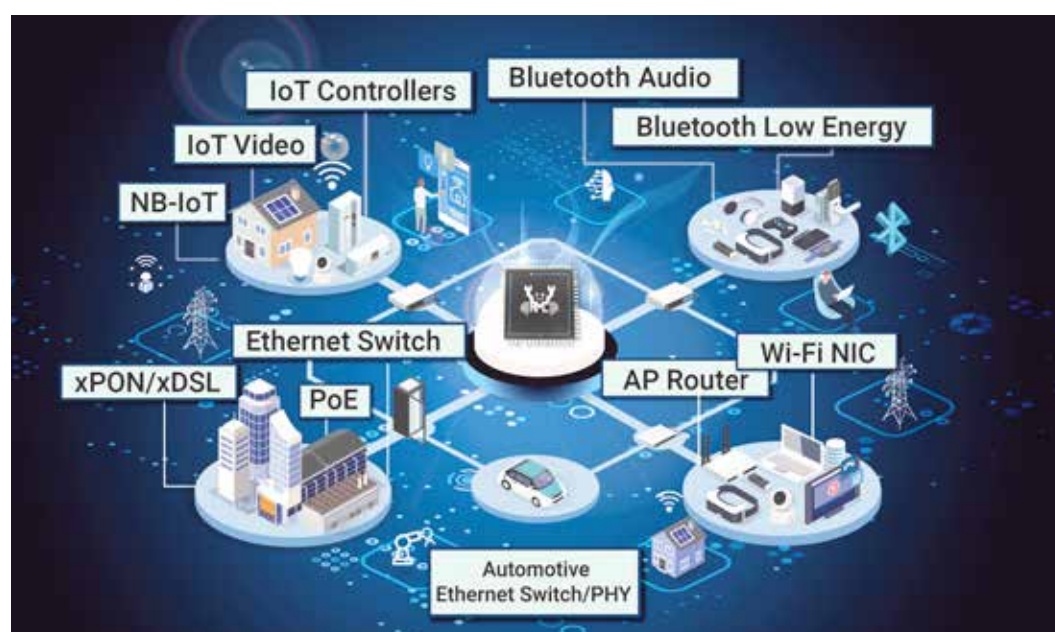 IoT Controllers
Bluetooth Audio
IoT Video
Bluetooth Low Energy
NB-IoT
Ethernet Switch
Wi-Fi NIC
xPON/xDSL
PoE
AP Router
Automotive
Ethernet Switch/PHY